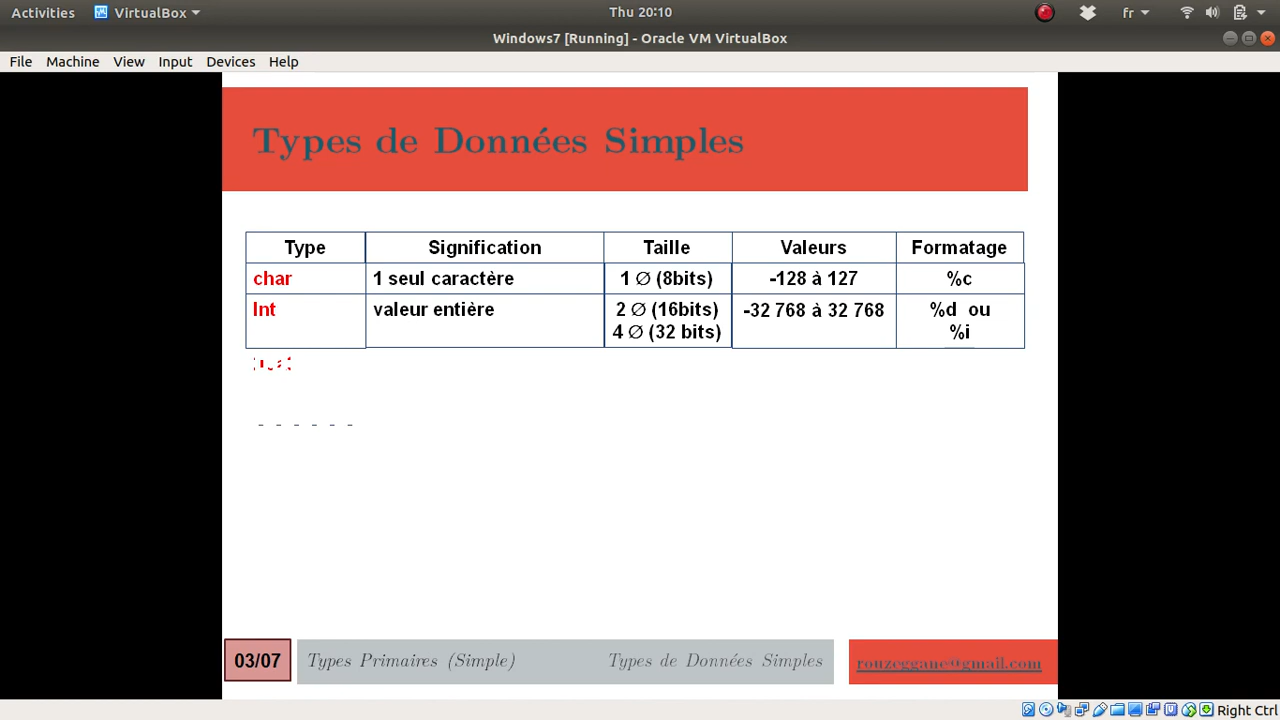 Activities VirtualBox Thu 20:10 fr
Windows7 [Running] - Oracle VM VirtualBox
File Machine View Input Devices Help
Types de Données Simples
Type Signification Taille Valeurs Formatage
char 1 seul caractère 1 ∅ (8bits) -128 à 127 %c
Int valeur entière 2 ∅ (16bits) -32 768 à 32 768 %d ou
4 ∅ (32 bits) %i
03/07 Types Primaires (Simple) Types de Données Simples rouzeggane@gmail.com
Right Ctrl